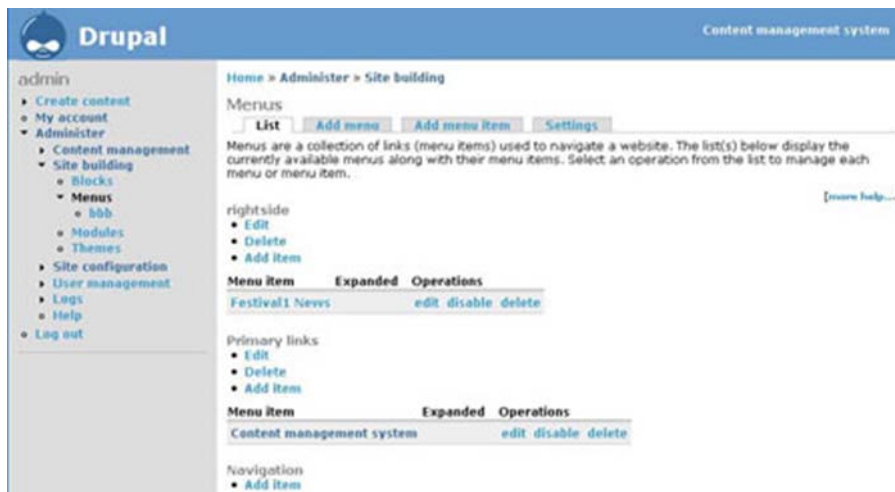 Drupal
Content management system
admin
Create content
My account
Administer
Content management
Site building
Blocks
Menus
bbb
Modules
Themes
Site configuration
User management
Logs
Help
Log out
Home » Administer » Site building
Menus
List Add menu Add menu item Settings
Menus are a collection of links (menu items) used to navigate a website. The list(s) below display the
currently available menus along with their menu items. Select an operation from the list to manage each
menu or menu item.
[more help...
rightside
Edit
Delete
Add item
Menu item Expanded Operations
Festival1 News edit disable delete
Primary links
Edit
Delete
Add item
Menu item Expanded Operations
Content management system edit disable delete
Navigation
Add item